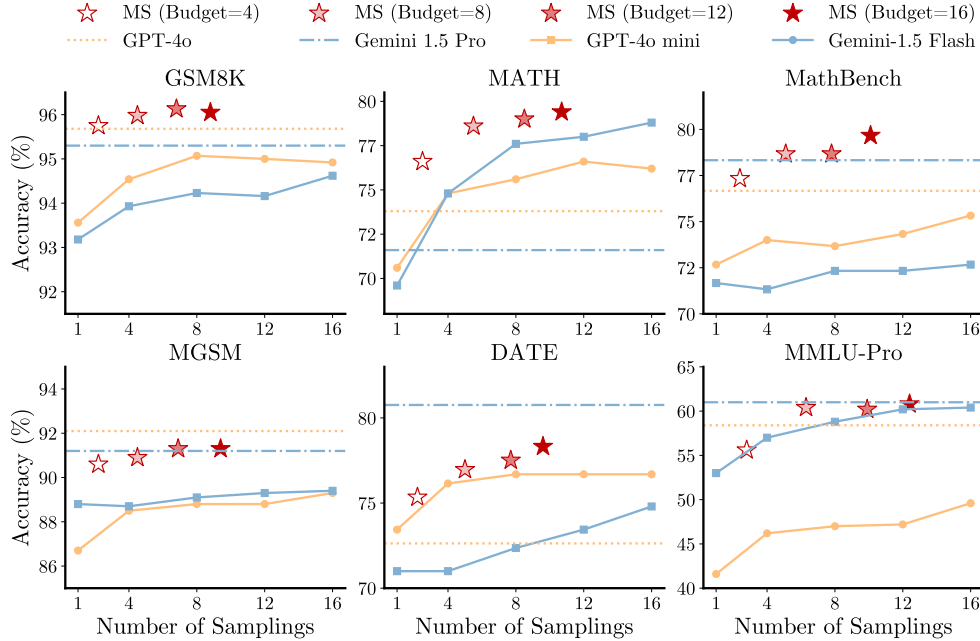 MS (Budget=4) MS (Budget=8) MS (Budget=12) MS (Budget=16)
GPT-4o Gemini 1.5 Pro GPT-4o mini Gemini-1.5 Flash
GSM8K
Accuracy (%)
96
95
94
93
92
1 4 8 12 16
MATH
80
77
75
72
70
1 4 8 12 16
MathBench
80
77
75
72
70
1 4 8 12 16
MGSM
Accuracy (%)
94
92
90
88
86
1 4 8 12 16
Number of Samplings
DATE
80
75
70
1 4 8 12 16
Number of Samplings
MMLU-Pro
65
60
55
50
45
40
1 4 8 12 16
Number of Samplings